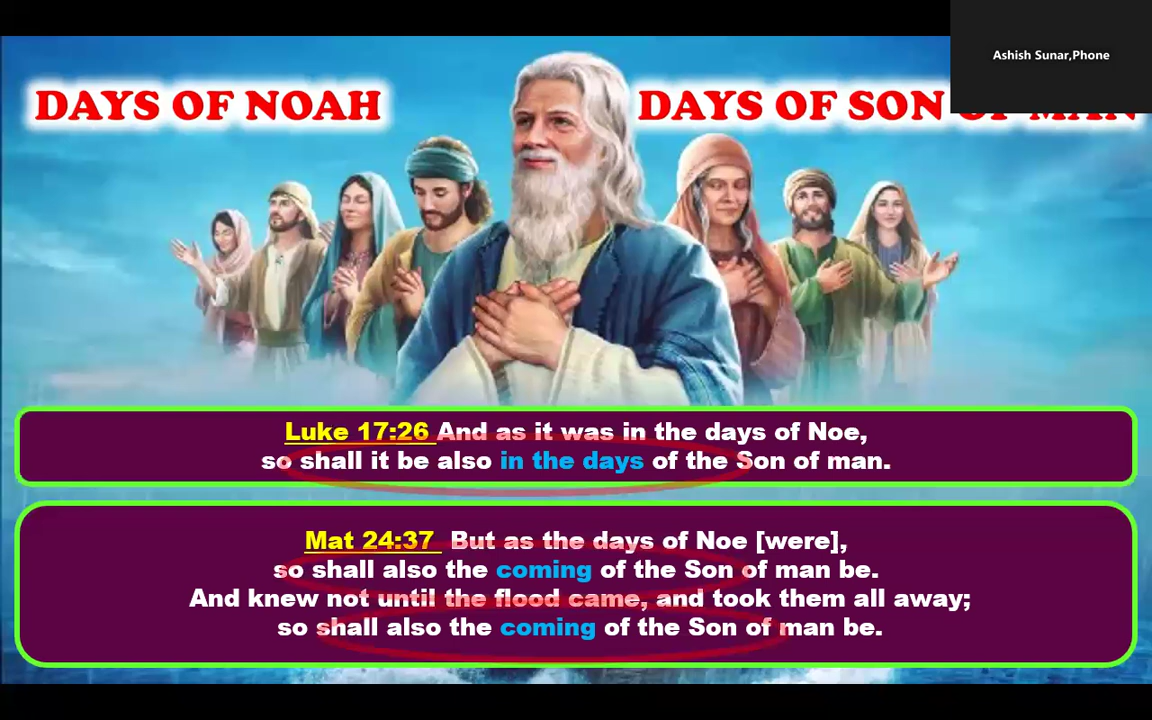 Ashish Sunar,Phone
DAYS OF NOAH
DAYS OF SON OF MAN
Luke 17:26 And as it was in the days of Noe,
so shall it be also in the days of the Son of man.
Mat 24:37 But as the days of Noe [were],
so shall also the coming of the Son of man be.
And knew not until the flood came, and took them all away;
so shall also the coming of the Son of man be.